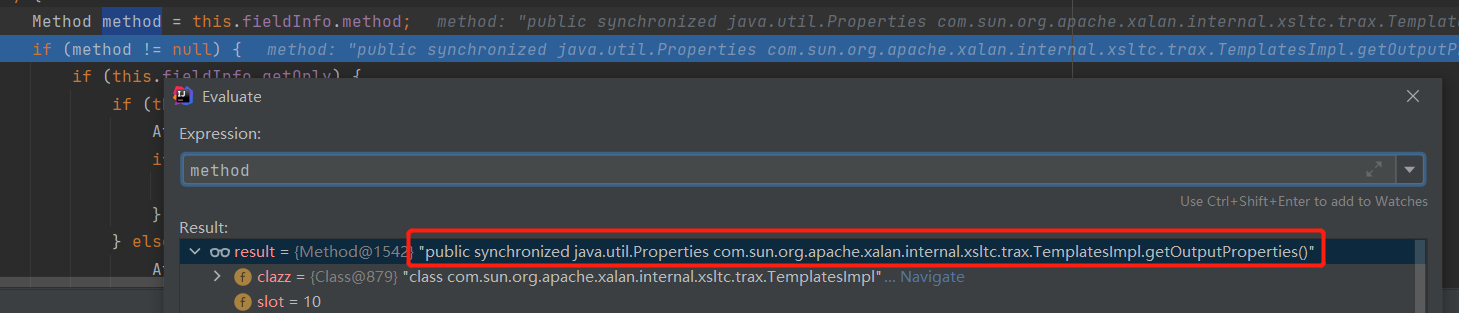 Method method = this.fieldInfo.method; method: "public synchronized java.util.Properties com.sun.org.apache.xalan.internal.xsltc.trax.Template
if (method != null) { method: "public synchronized java.util.Properties com.sun.org.apache.xalan.internal.xsltc.trax.TemplatesImpl.getOutputP
if (this.fieldInfo.getOnly) {
if (th
Evaluate
Expression:
method
Use Ctrl+Shift+Enter to add to Watches
Result:
} else
result = {Method@1542} "public synchronized java.util.Properties com.sun.org.apache.xalan.internal.xsltc.trax.TemplatesImpl.getOutputProperties()"
clazz = {Class@879} "class com.sun.org.apache.xalan.internal.xsltc.trax.TemplatesImpl"... Navigate
slot = 10